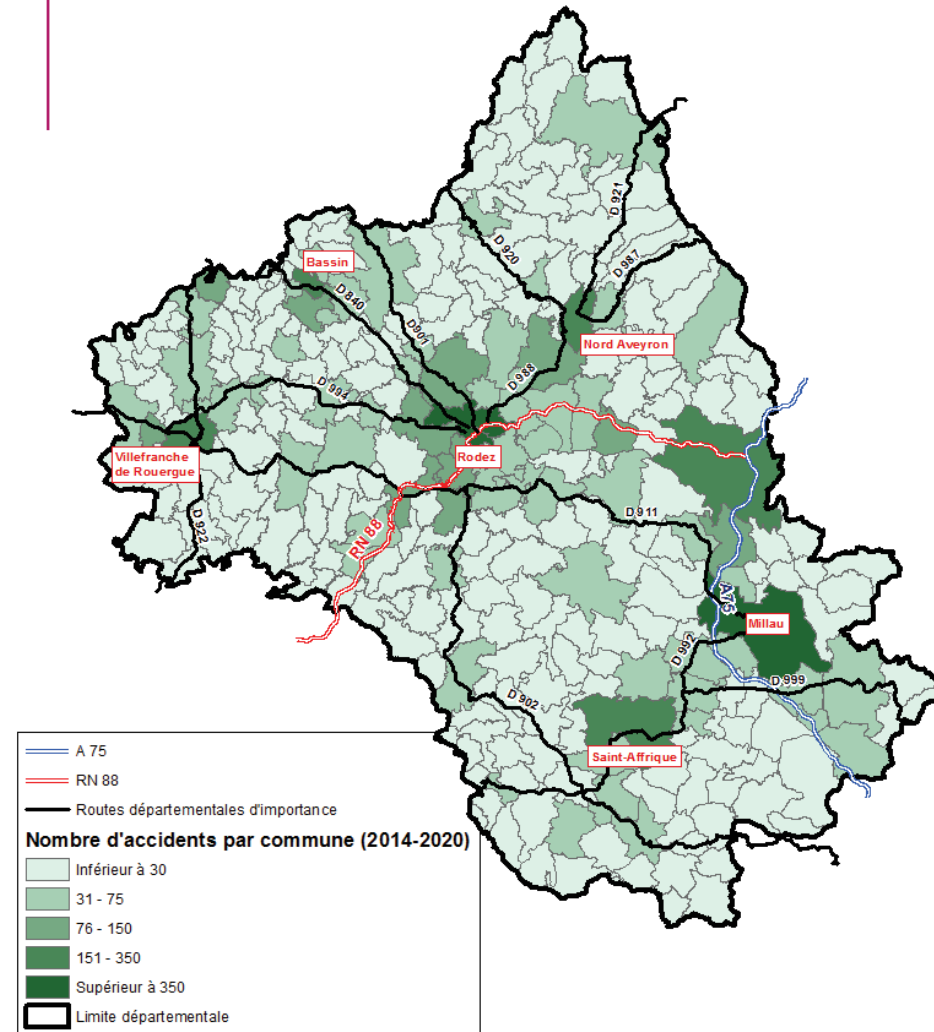 D 921
Bassin
D 920
D 987
D 840
D901
Nord Aveyron
D 988
D 994
Villefranche
de Rouergue
Rodez
D 911
D 922
RN 88
A75
Millau
D 992
D 999
D 902
Saint-Affrique
A 75
RN 88
Routes départementales d'importance
Nombre d'accidents par commune (2014-2020)
Inférieur à 30
31 - 75
76 - 150
151 - 350
Supérieur à 350
Limite départementale